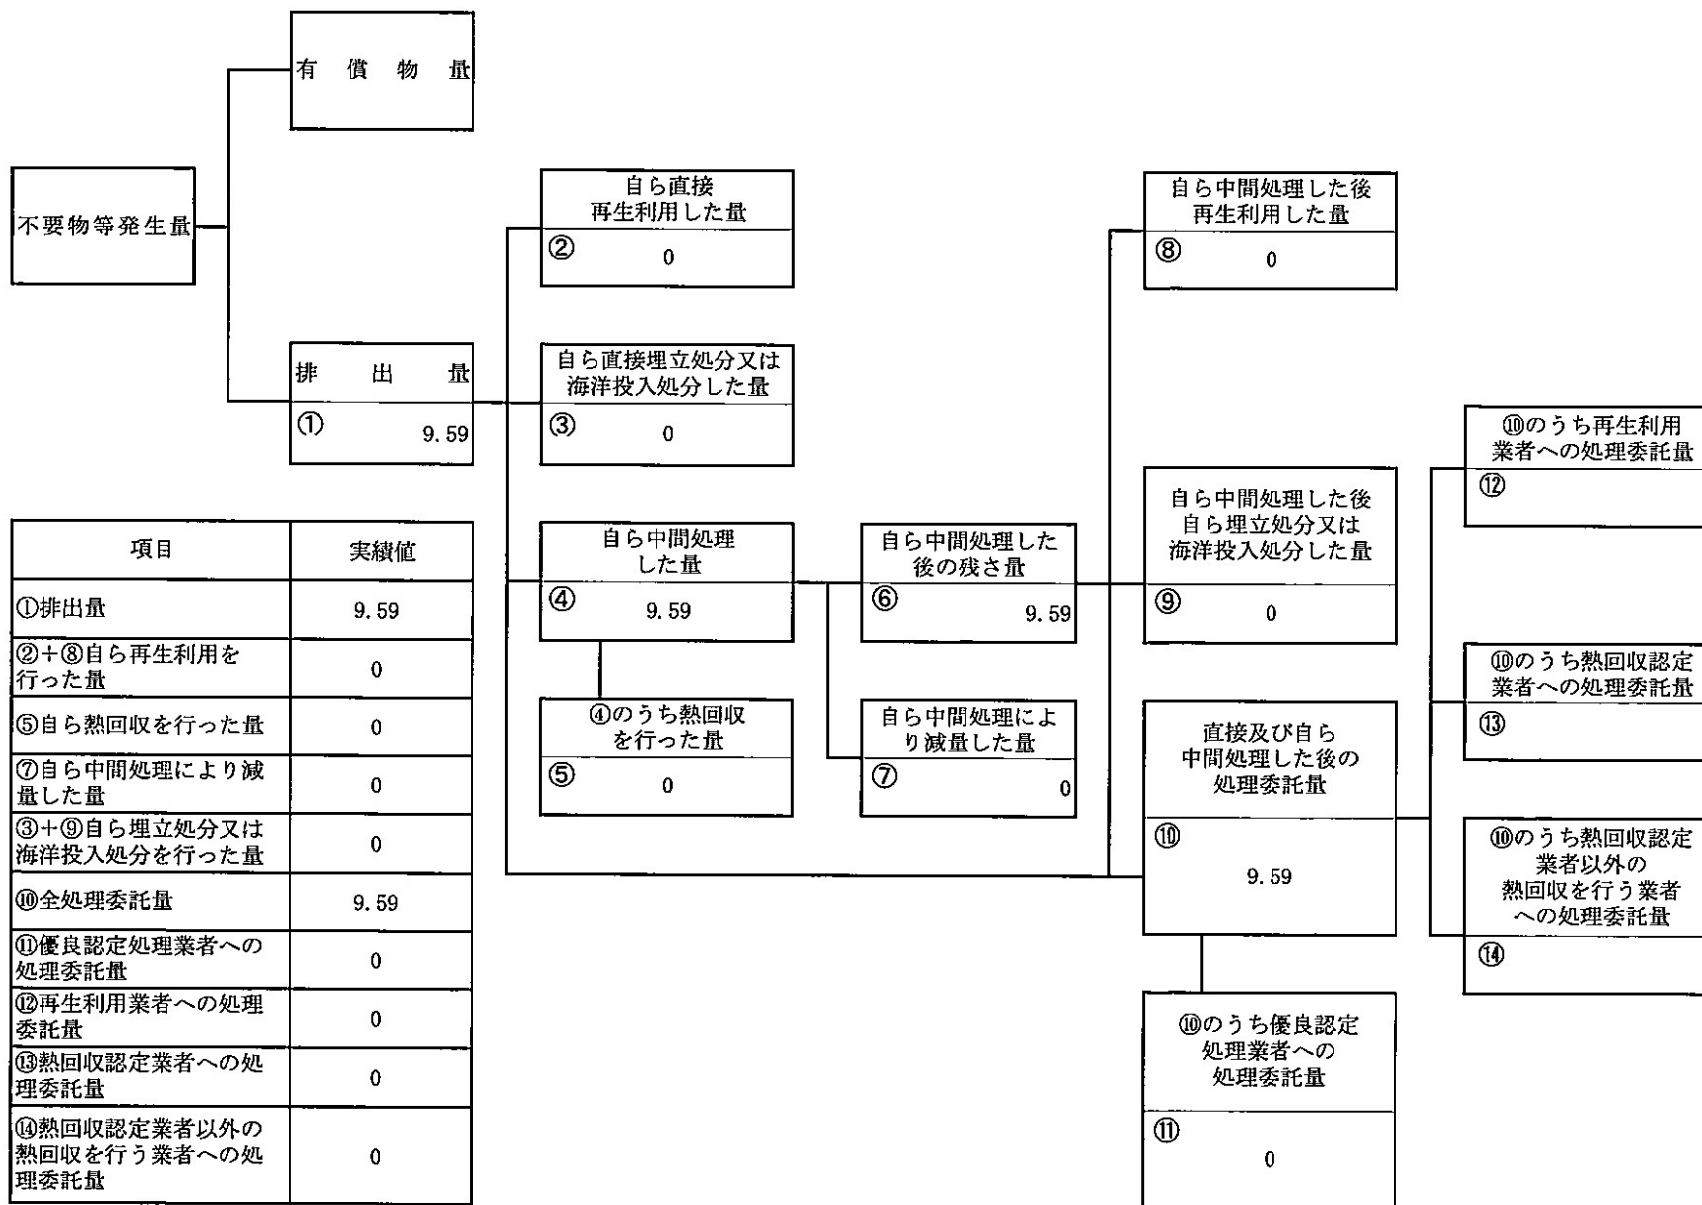 有償物量
不要物等発生量
排出量
①
9.59
自ら直接
再生利用した量
②
0
自ら直接埋立処分又は
海洋投入処分した量
③
0
自ら中間処理
した量
④
9.59
④のうち熱回収
を行った量
⑤
0
自ら中間処理した
後の残さ量
⑥
9.59
自ら中間処理によ
り減量した量
⑦
0
自ら中間処理した後
再生利用した量
⑧
0
自ら中間処理した後
自ら埋立処分又は
海洋投入処分した量
⑨
0
直接及び自ら
中間処理した後の
処理委託量
⑩
9.59
⑩のうち優良認定
処理業者への
処理委託量
⑪
0
⑩のうち再生利用
業者への処理委託量
⑫
⑩のうち熱回収認定
業者への処理委託量
⑬
⑩のうち熱回収認定
業者以外の
熱回収を行う業者
への処理委託量
⑭
項目 実績値
①排出量 9.59
②+⑧自ら再生利用を
行った量 0
⑤自ら熱回収を行った量 0
⑦自ら中間処理により減
量した量 0
③+⑨自ら埋立処分又は
海洋投入処分を行った量 0
⑩全処理委託量 9.59
⑪優良認定処理業者への
処理委託量 0
⑫再生利用業者への処理
委託量 0
⑬熱回収認定業者への処
理委託量 0
⑭熱回収認定業者以外の
熱回収を行う業者への処
理委託量 0